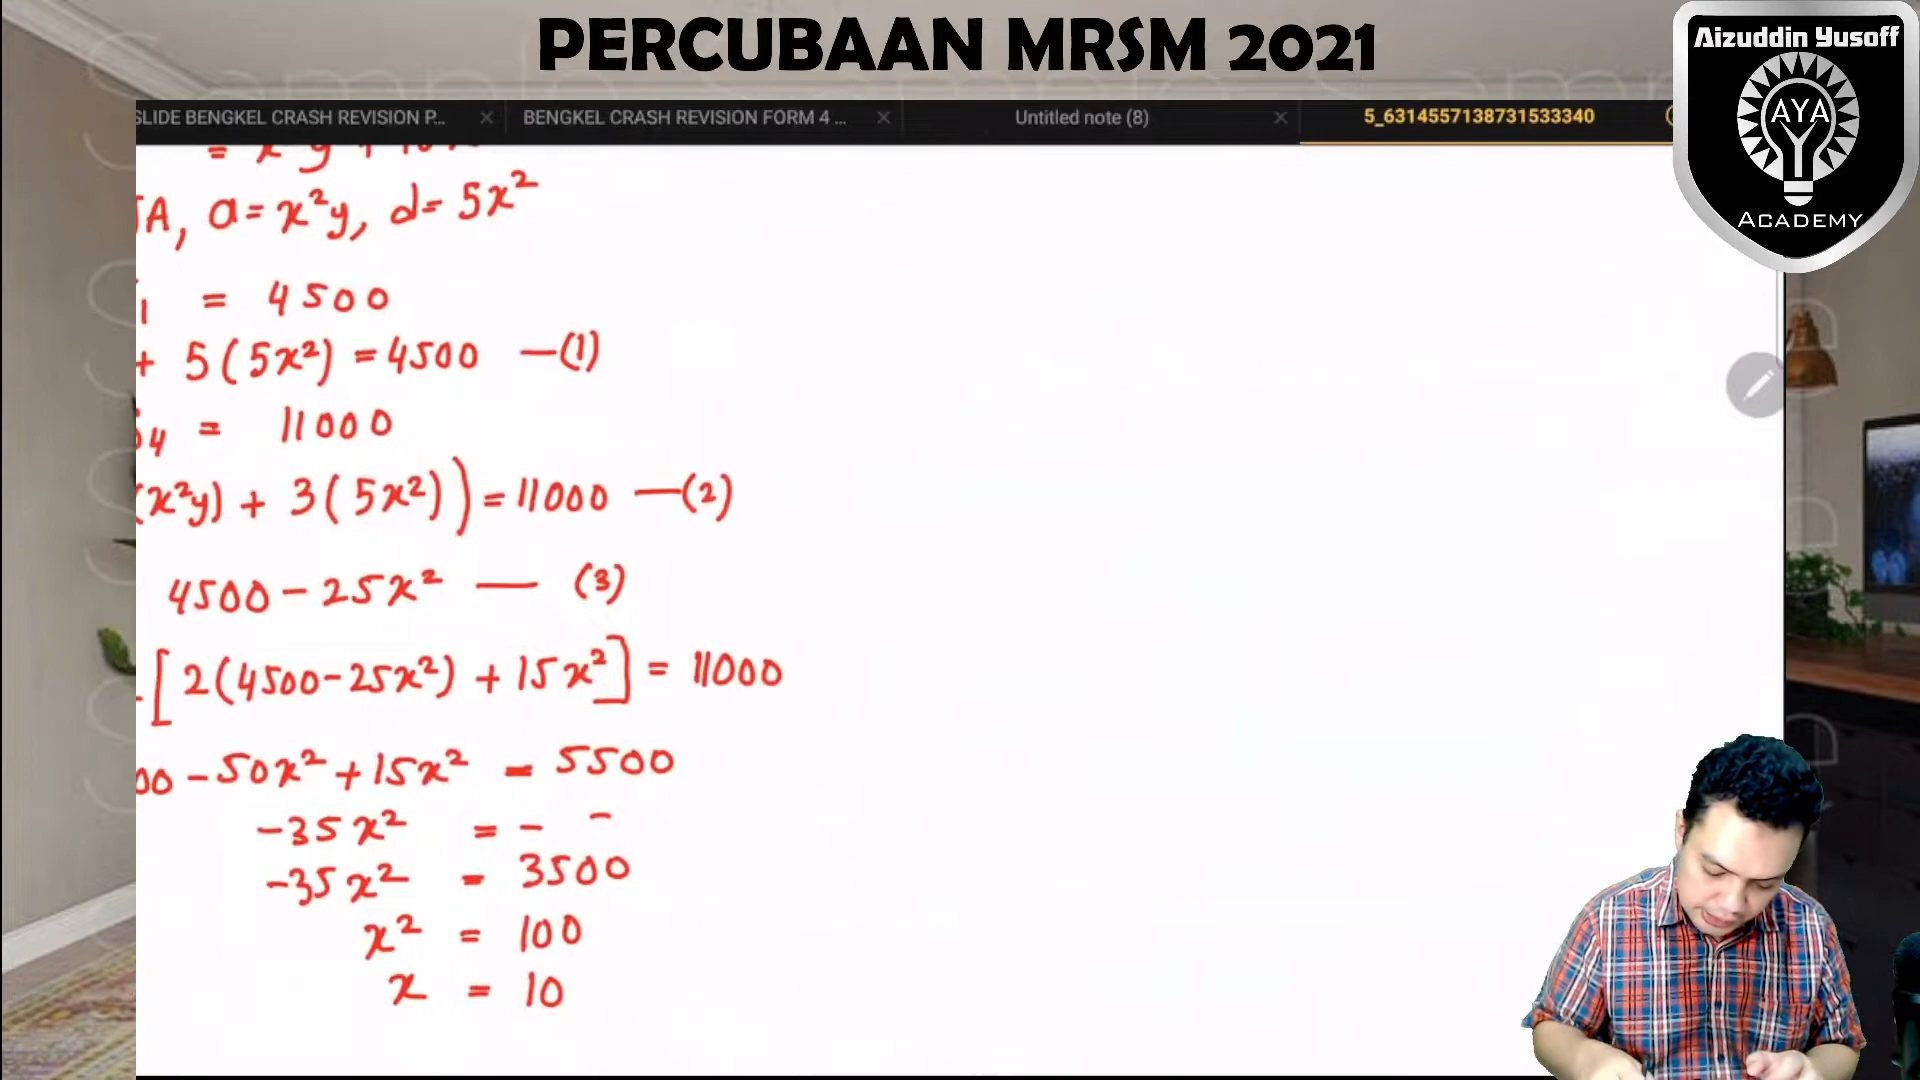 PERCUBAAN MRSM 2021
Aizuddin Yusoff
AYA
ACADEMY
SLIDE BENGKEL CRASH REVISION P...
BENGKEL CRASH REVISION FORM 4 ...
Untitled note (8)
5_6314557138731533340
A, a = x²y, d = 5x²
1 = 4500
+ 5(5x²) = 4500 —(1)
4 = 11000
(x²y) + 3(5x²)) = 11000 —(2)
4500 - 25x² — (3)
[2(4500-25x²) + 15x²] = 11000
00 - 50x² + 15x² = 5500
-35x² = - -
-35x² = 3500
x² = 100
x = 10